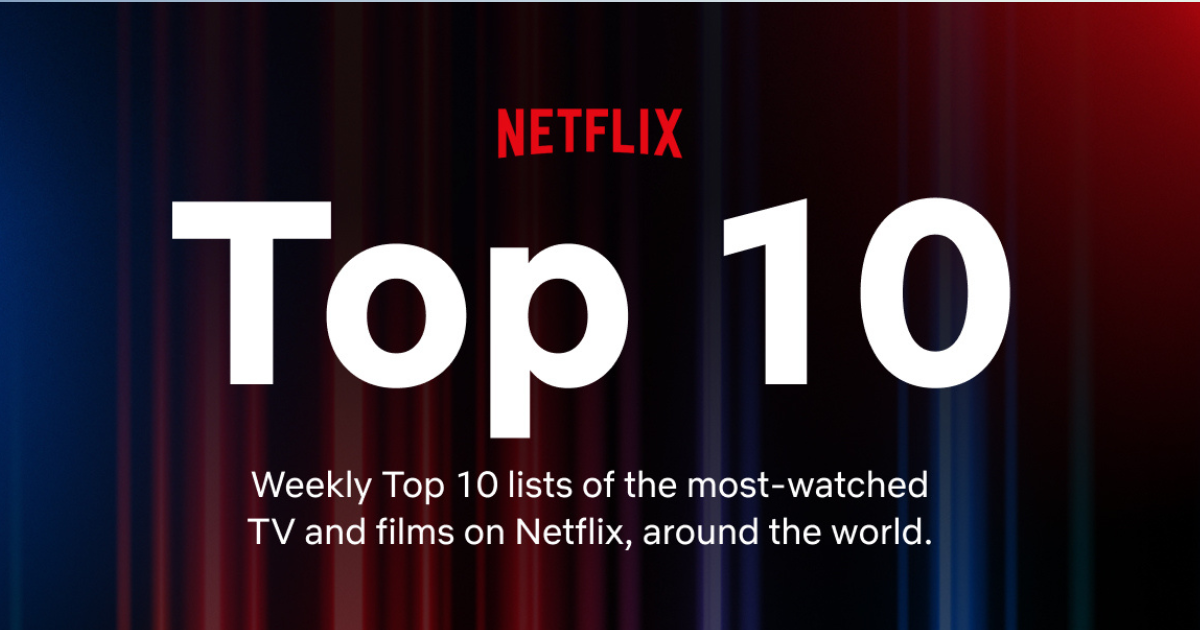 NETFLIX
Top 10
Weekly Top 10 lists of the most-watched
TV and films on Netflix, around the world.